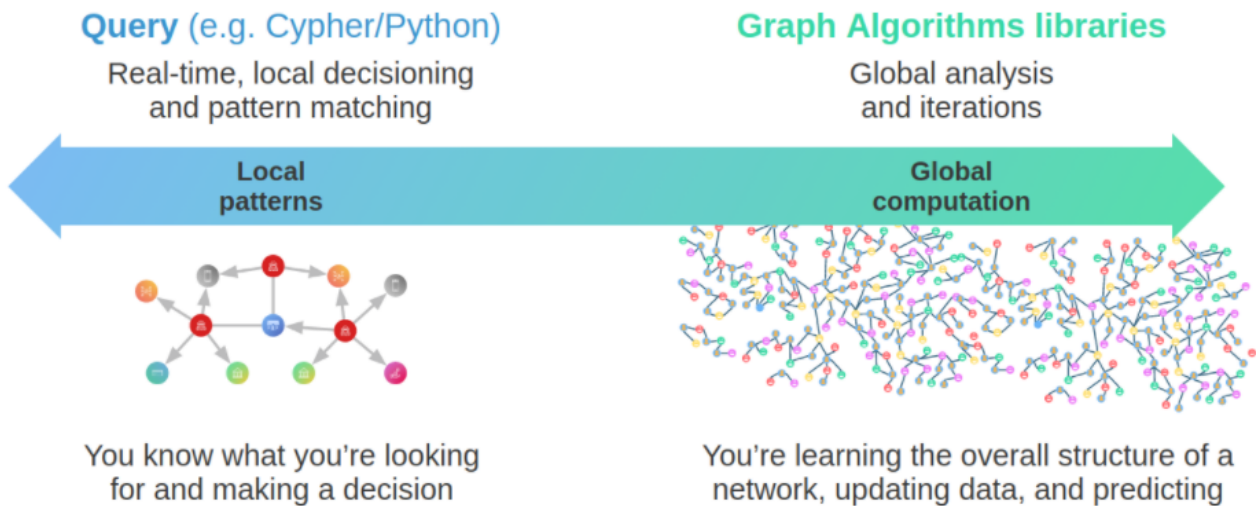 Query (e.g. Cypher/Python)
Real-time, local decisioning
and pattern matching
Graph Algorithms libraries
Global analysis
and iterations
Local
patterns
Global
computation
You know what you’re looking
for and making a decision
You’re learning the overall structure of a
network, updating data, and predicting